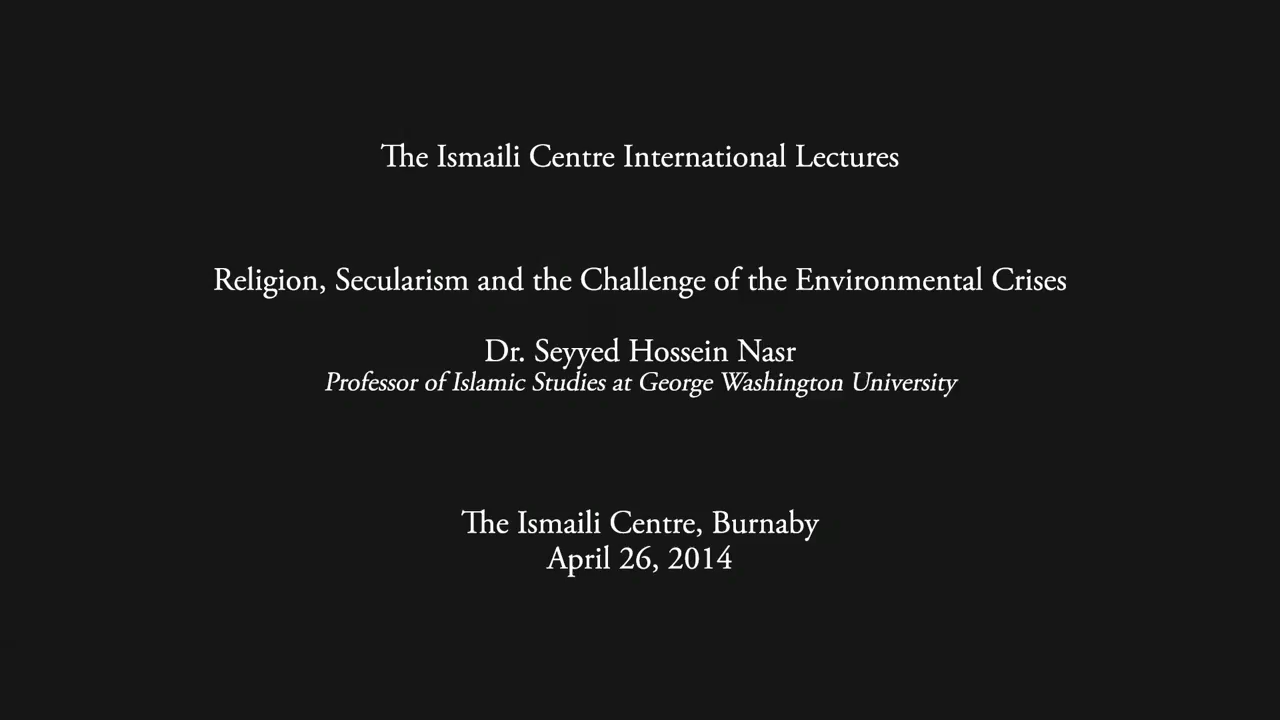 The Ismaili Centre International Lectures
Religion, Secularism and the Challenge of the Environmental Crises
Dr. Seyyed Hossein Nasr
Professor of Islamic Studies at George Washington University
The Ismaili Centre, Burnaby
April 26, 2014